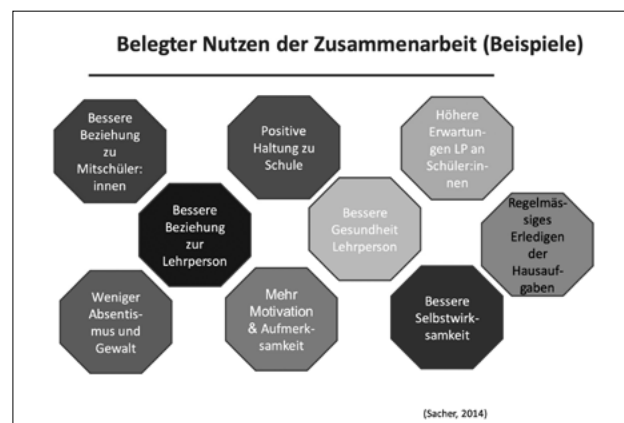 Belegter Nutzen der Zusammenarbeit (Beispiele)
Bessere
Beziehung
zu
Mitschüler:
innen
Positive
Haltung zu
Schule
Höhere
Erwartun-
gen LP an
Schüler:in-
nen
Bessere
Beziehung
zur
Lehrperson
Bessere
Gesundheit
Lehrperson
Regelmäs-
siges
Erledigen
der
Hausauf-
gaben
Weniger
Absentis-
mus und
Gewalt
Mehr
Motivation
& Aufmerk-
samkeit
Bessere
Selbstwirk-
samkeit
(Sacher, 2014)